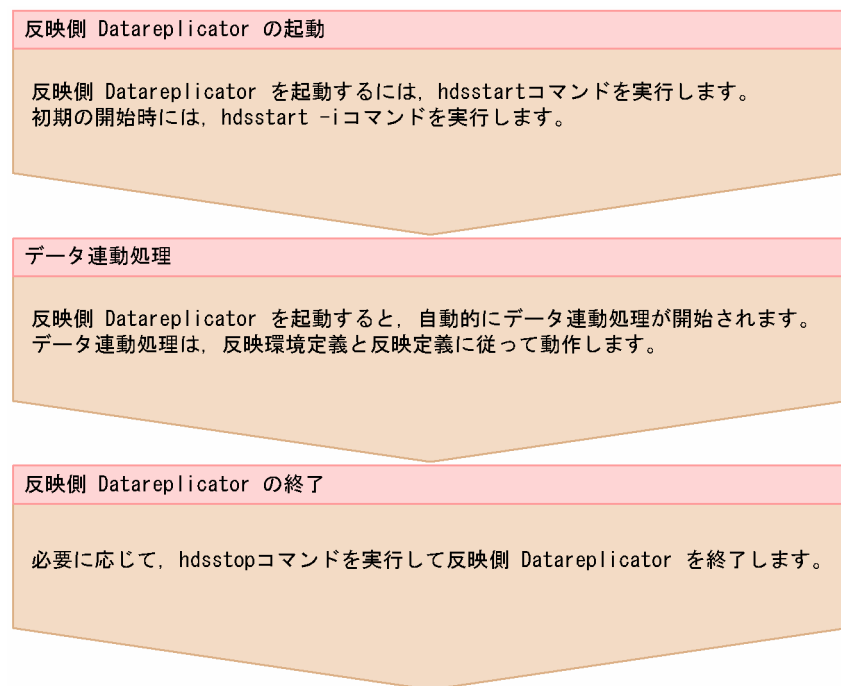 反映側 Datareplicator の起動
反映側 Datareplicator を起動するには，hdsstartコマンドを実行します。
初期の開始時には，hdsstart -iコマンドを実行します。
データ連動処理
反映側 Datareplicator を起動すると，自動的にデータ連動処理が開始されます。
データ連動処理は，反映環境定義と反映定義に従って動作します。
反映側 Datareplicator の終了
必要に応じて，hdsstopコマンドを実行して反映側 Datareplicator を終了します。